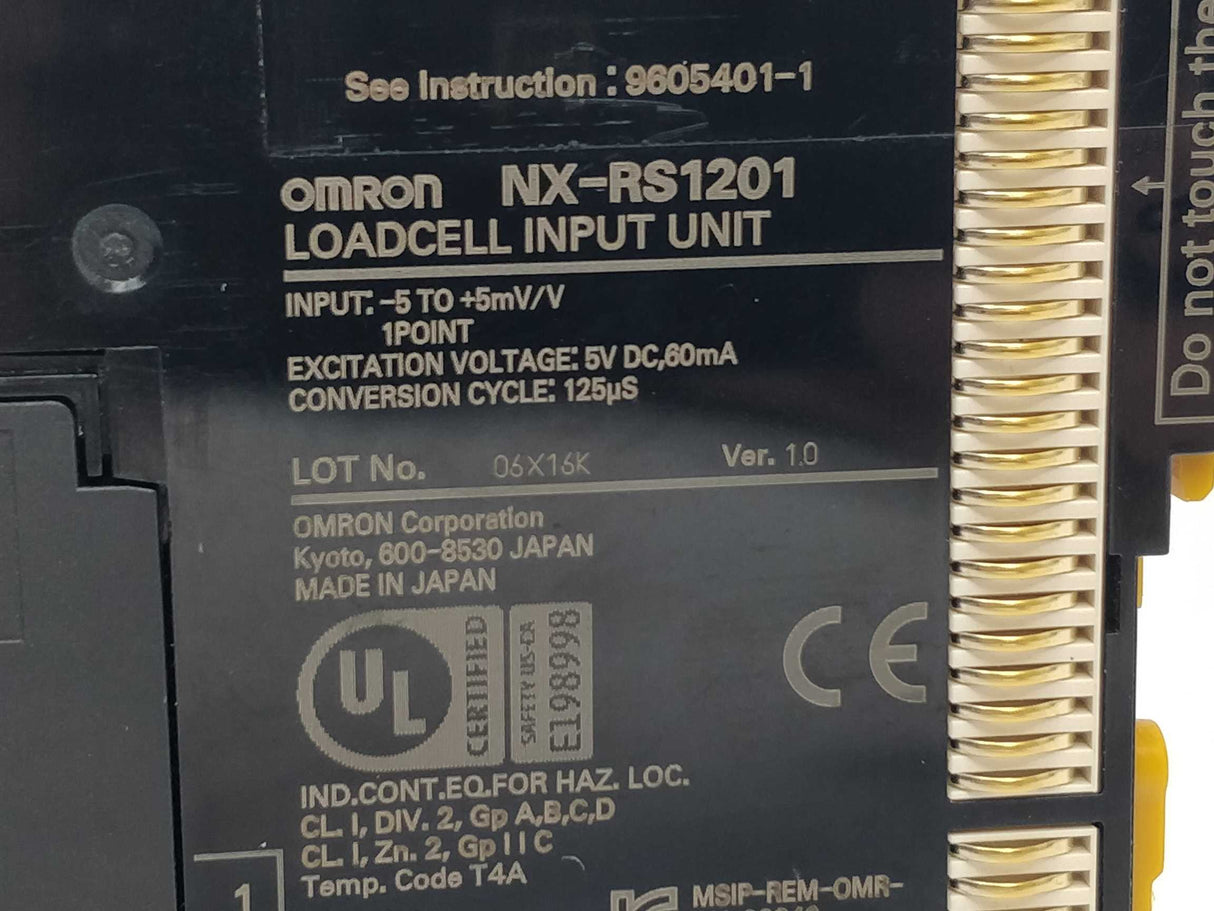 See Instruction : 9605401-1
OMRON NX-RS1201
LOADCELL INPUT UNIT
INPUT: -5 TO +5mV/V
1POINT
EXCITATION VOLTAGE: 5V DC,60mA
CONVERSION CYCLE: 125µS
LOT No. 06X16K Ver. 1.0
OMRON Corporation
Kyoto, 600-8530 JAPAN
MADE IN JAPAN
UL
CERTIFIED
SAFETY US-CA
E198998
CE
IND.CONT.EQ.FOR HAZ. LOC.
CL. I, DIV. 2, Gp A,B,C,D
CL. I, Zn. 2, Gp IIC
Temp. Code T4A
1
MSIP-REM-OMR-
Do not touch the